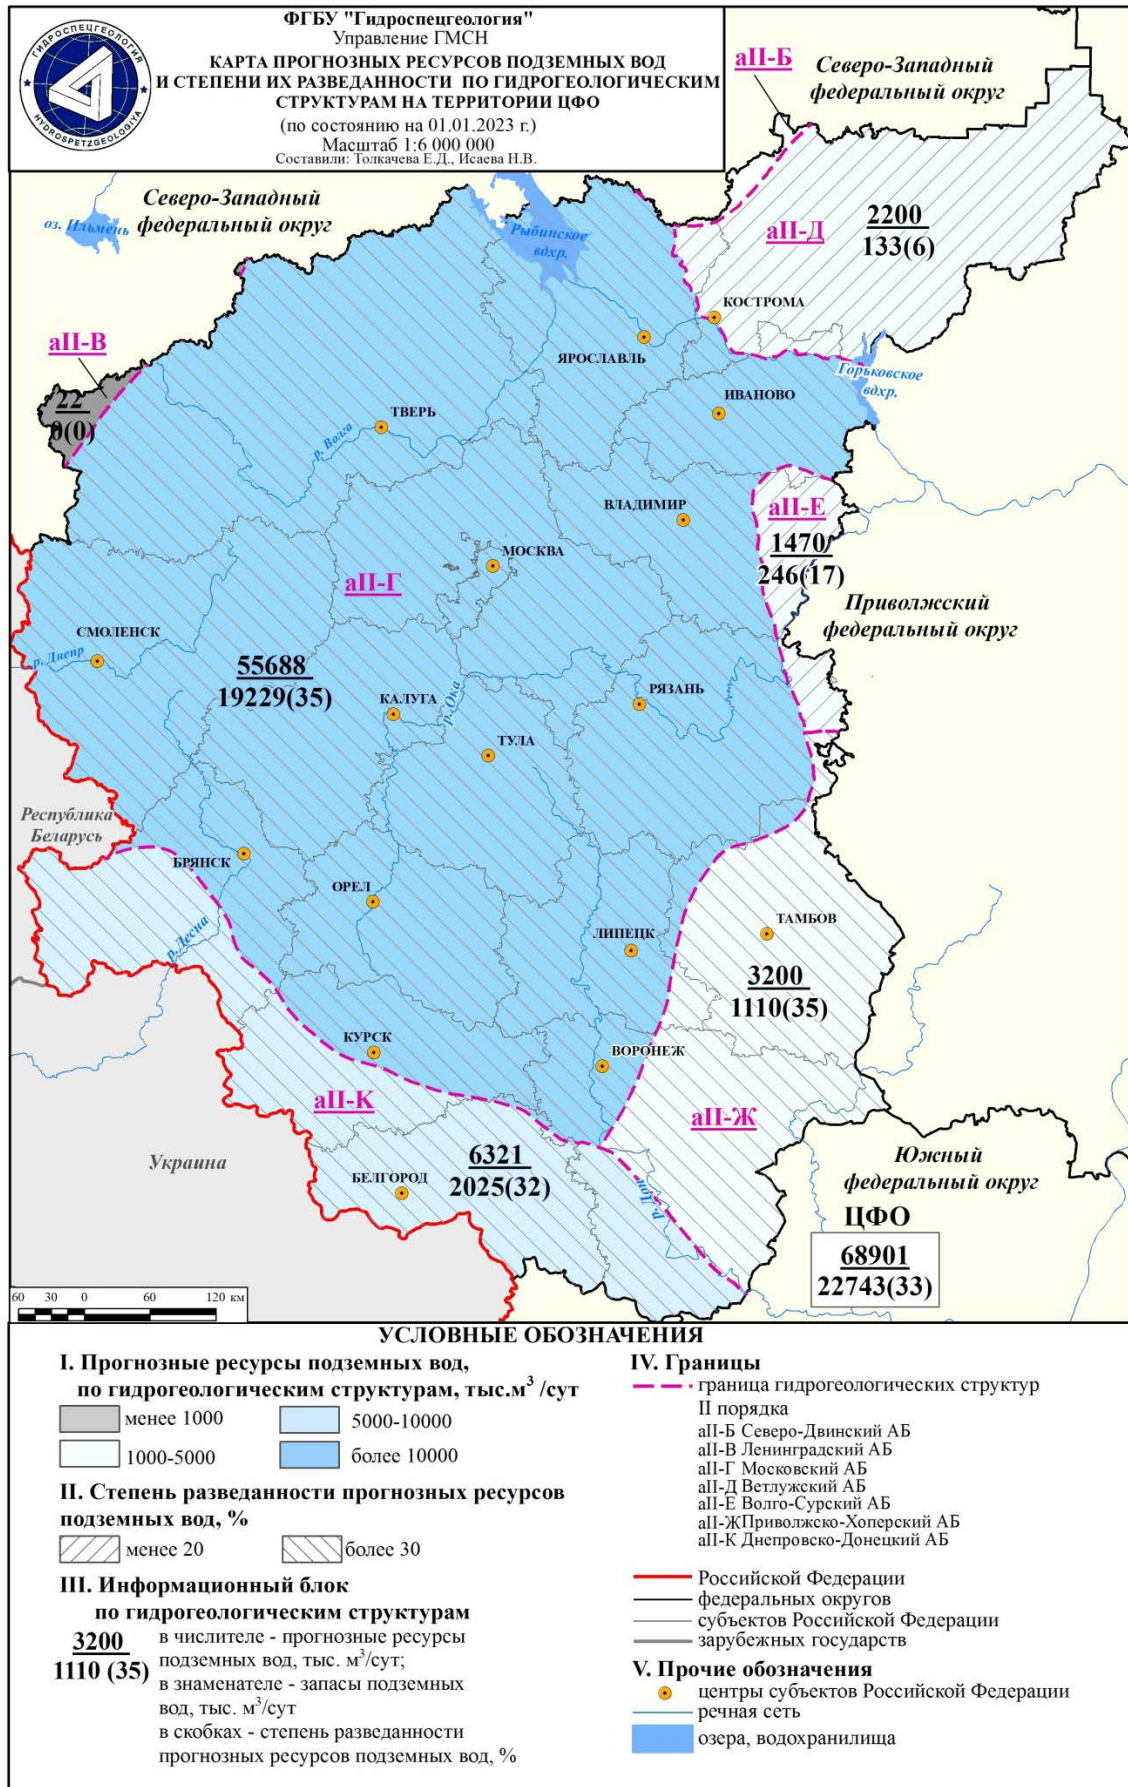 ФГБУ "Гидроспецгеология"
Управление ГМСН
КАРТА ПРОГНОЗНЫХ РЕСУРСОВ ПОДЗЕМНЫХ ВОД
И СТЕПЕНИ ИХ РАЗВЕДАННОСТИ ПО ГИДРОГЕОЛОГИЧЕСКИМ
СТРУКТУРАМ НА ТЕРРИТОРИИ ЦФО
(по состоянию на 01.01.2023 г.)
Масштаб 1:6 000 000
Составили: Толкачева Е.Д., Исаева Н.В.
ГИДРОСПЕЦГЕОЛОГИЯ
HYDROSPETZGEOLOGIYA
аII-Б
Северо-Западный
федеральный округ
Северо-Западный
федеральный округ
оз. Ильмень
Рыбинское
вдхр.
аII-Д
2200
133(6)
КОСТРОМА
ЯРОСЛАВЛЬ
Горьковское
вдхр.
аII-В
22
0(0)
ТВЕРЬ
ИВАНОВО
р. Волга
ВЛАДИМИР
аII-Е
1470
246(17)
МОСКВА
аII-Г
Приволжский
федеральный округ
СМОЛЕНСК
р. Днепр
55688
19229(35)
КАЛУГА
р. Ока
РЯЗАНЬ
ТУЛА
Республика
Беларусь
БРЯНСК
ОРЕЛ
р.Десна
ЛИПЕЦК
ТАМБОВ
3200
1110(35)
КУРСК
ВОРОНЕЖ
аII-К
аII-Ж
Украина
6321
2025(32)
БЕЛГОРОД
р. Дон
Южный
федеральный округ
ЦФО
68901
22743(33)
60 30 0 60 120 км
УСЛОВНЫЕ ОБОЗНАЧЕНИЯ
I. Прогнозные ресурсы подземных вод,
по гидрогеологическим структурам, тыс.м³ /сут
менее 1000
5000-10000
1000-5000
более 10000
II. Степень разведанности прогнозных ресурсов
подземных вод, %
менее 20
более 30
III. Информационный блок
по гидрогеологическим структурам
3200
1110 (35)
в числителе - прогнозные ресурсы
подземных вод, тыс. м³/сут;
в знаменателе - запасы подземных
вод, тыс. м³/сут
в скобках - степень разведанности
прогнозных ресурсов подземных вод, %
IV. Границы
граница гидрогеологических структур
II порядка
аII-Б Северо-Двинский АБ
аII-В Ленинградский АБ
аII-Г Московский АБ
аII-Д Ветлужский АБ
аII-Е Волго-Сурский АБ
аII-ЖПриволжско-Хоперский АБ
аII-К Днепровско-Донецкий АБ
Российской Федерации
федеральных округов
субъектов Российской Федерации
зарубежных государств
V. Прочие обозначения
центры субъектов Российской Федерации
речная сеть
озера, водохранилища